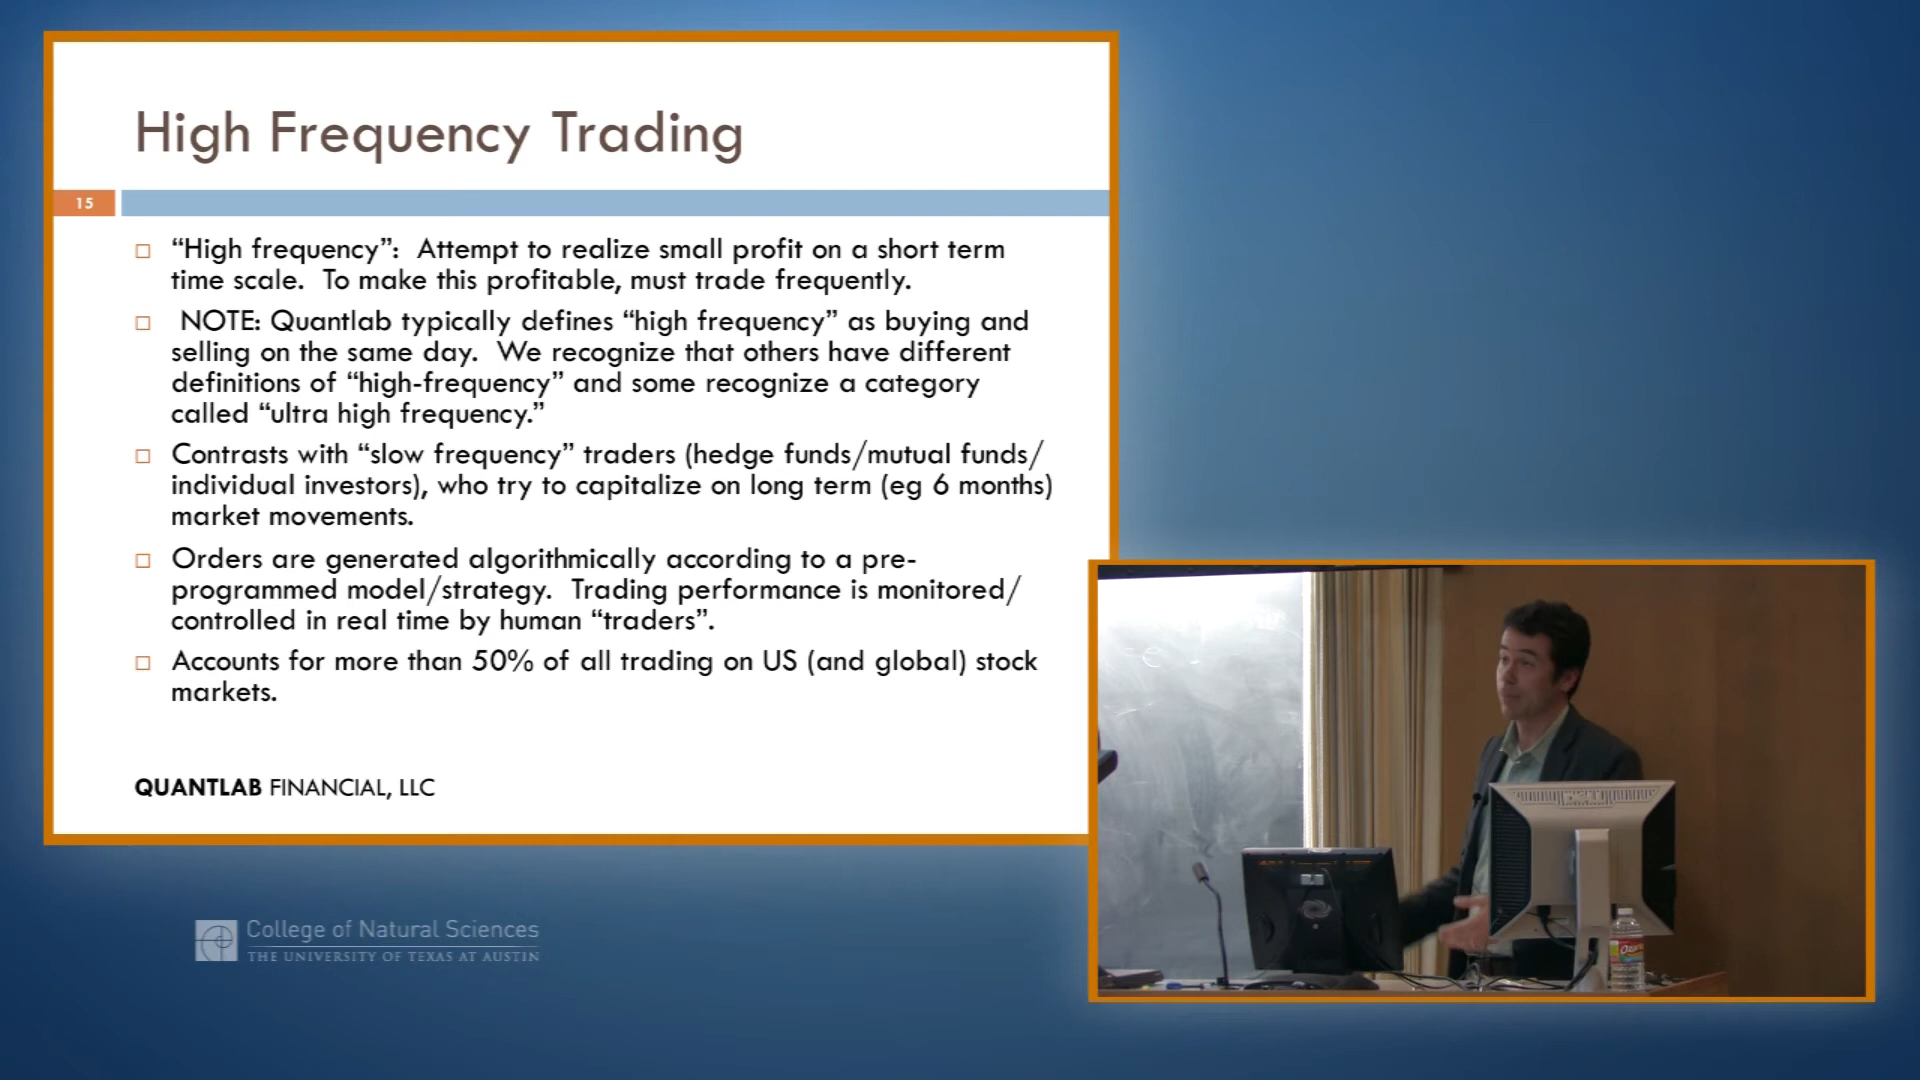 High Frequency Trading
15
“High frequency”:  Attempt to realize small profit on a short term
time scale.  To make this profitable, must trade frequently.
NOTE: Quantlab typically defines “high frequency” as buying and
selling on the same day.  We recognize that others have different
definitions of “high-frequency” and some recognize a category
called “ultra high frequency.”
Contrasts with “slow frequency” traders (hedge funds/mutual funds/
individual investors), who try to capitalize on long term (eg 6 months)
market movements.
Orders are generated algorithmically according to a pre-
programmed model/strategy.  Trading performance is monitored/
controlled in real time by human “traders”.
Accounts for more than 50% of all trading on US (and global) stock
markets.
QUANTLAB FINANCIAL, LLC
College of Natural Sciences
THE UNIVERSITY OF TEXAS AT AUSTIN